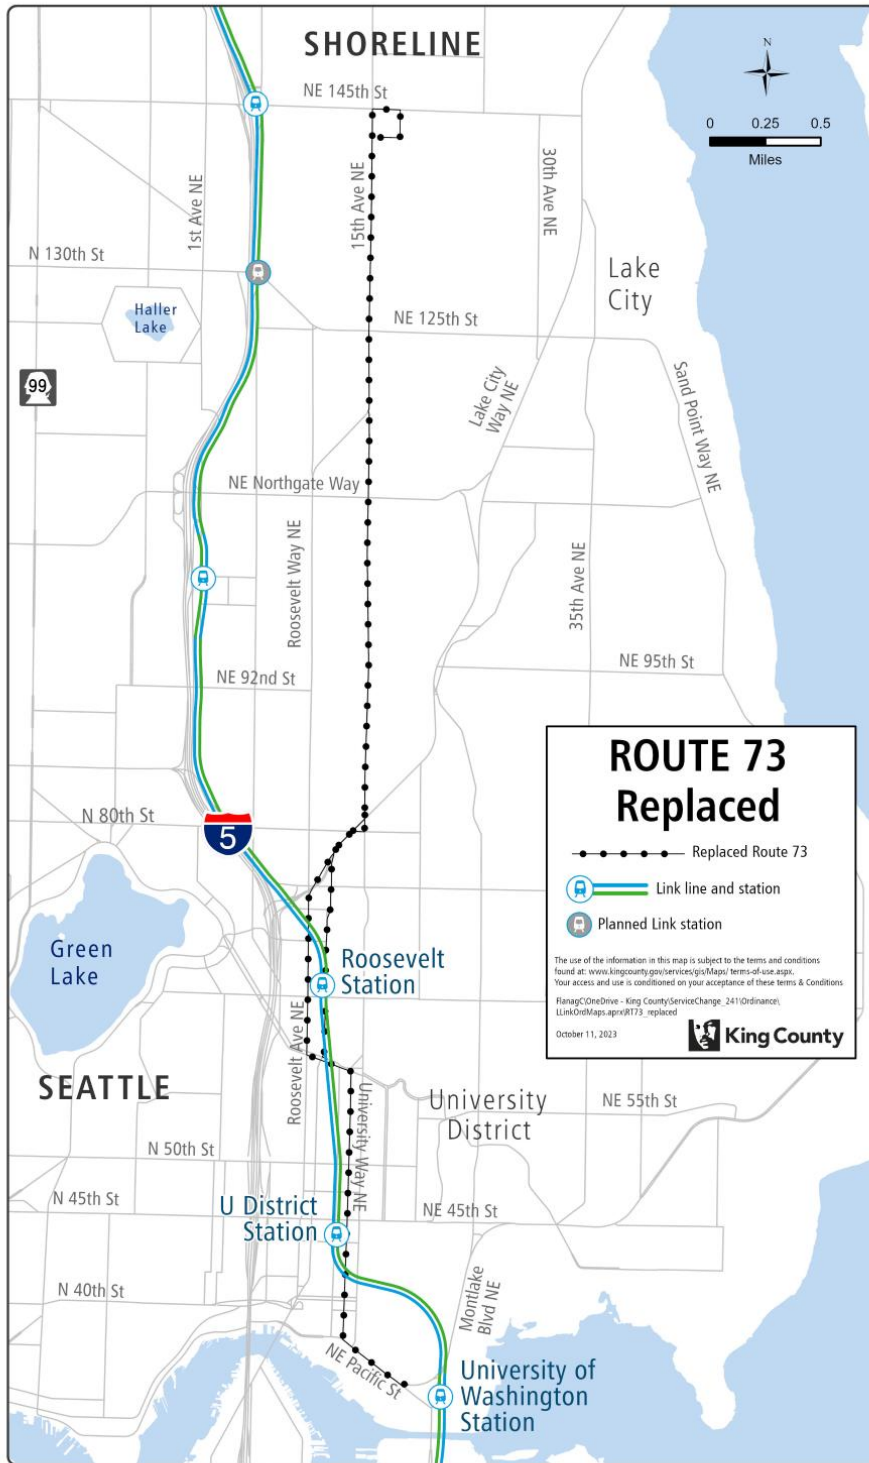 SHORELINE
N
NE 145th St
0 0.25 0.5
Miles
1st Ave NE
15th Ave NE
30th Ave NE
N 130th St
Lake
City
Haller
Lake
NE 125th St
99
Lake City
Way NE
Sand Point Way NE
NE Northgate Way
Roosevelt Way NE
35th Ave NE
NE 92nd St
NE 95th St
N 80th St
5
ROUTE 73
Replaced
Replaced Route 73
Link line and station
Planned Link station
The use of the information in this map is subject to the terms and conditions
found at: www.kingcounty.gov/services/gis/Maps/ terms-of-use.aspx.
Your access and use is conditioned on your acceptance of these terms & Conditions
FlanagC\OneDrive - King County\ServiceChange_241\Ordinance\
LLinkOrdMaps.aprx\RT73_replaced
October 11, 2023
King County
Green
Lake
Roosevelt
Station
Roosevelt Ave NE
SEATTLE
University Way NE
University
District
NE 55th St
N 50th St
N 45th St
U District
Station
NE 45th St
N 40th St
Montlake
Blvd NE
NE Pacific St
University of
Washington
Station